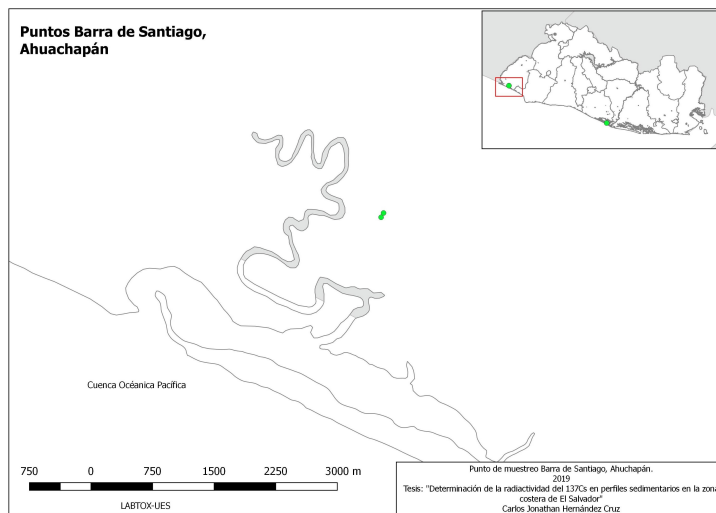 Puntos Barra de Santiago,
Ahuachapán
Cuenca Océanica Pacífica
750 0 750 1500 2250 3000 m
LABTOX-UES
Punto de muestreo Barra de Santiago, Ahuchapán.
2019
Tesis: "Determinación de la radiactividad del 137Cs en perfiles sedimentarios en la zona
costera de El Salvador"
Carlos Jonathan Hernández Cruz